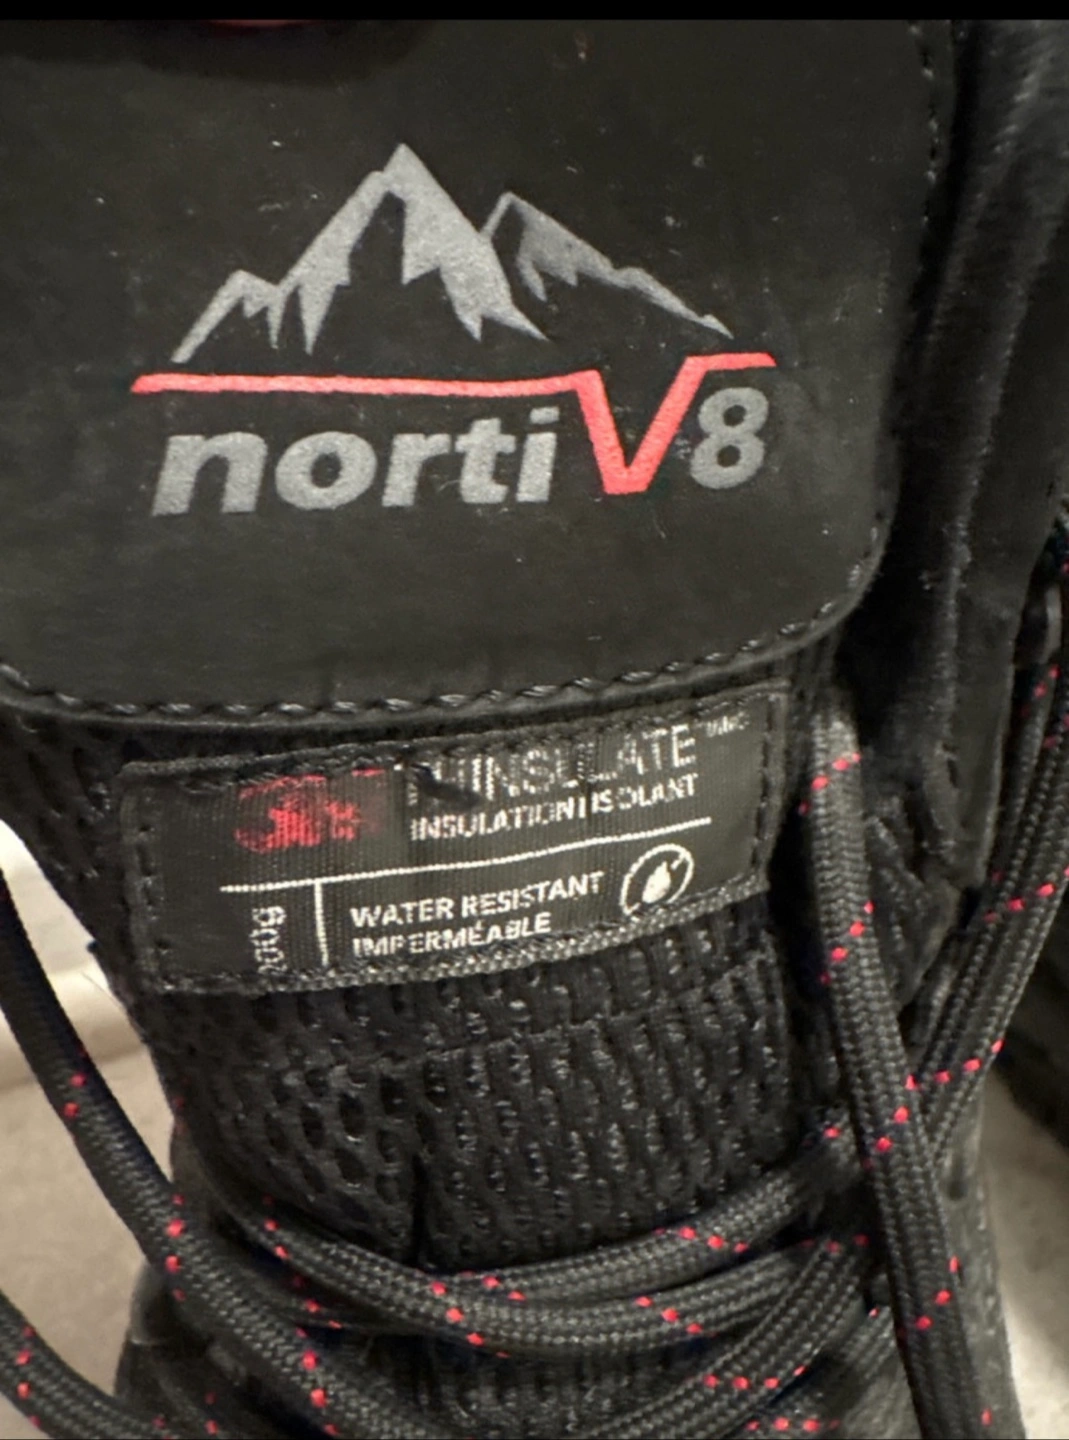 nortiV8
3M THINSULATE
INSULATION ISOLANT
200g
WATER RESISTANT
IMPERMÉABLE